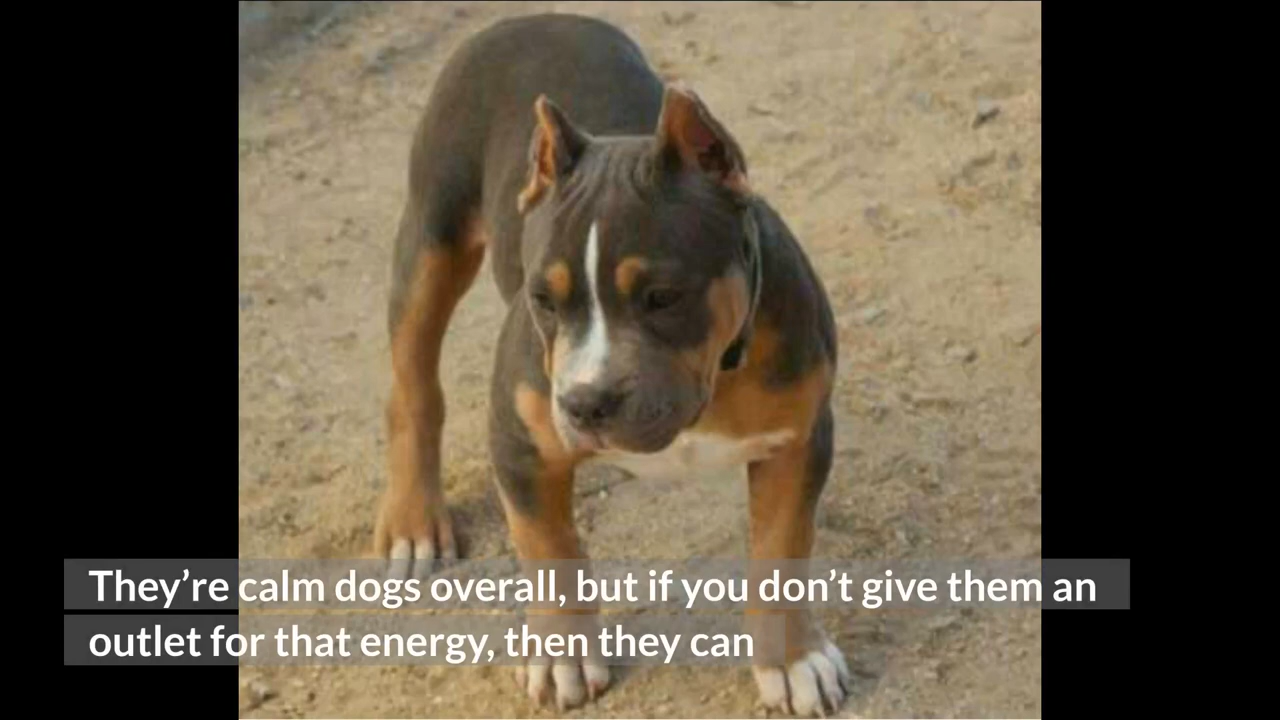 They’re calm dogs overall, but if you don’t give them an
outlet for that energy, then they can